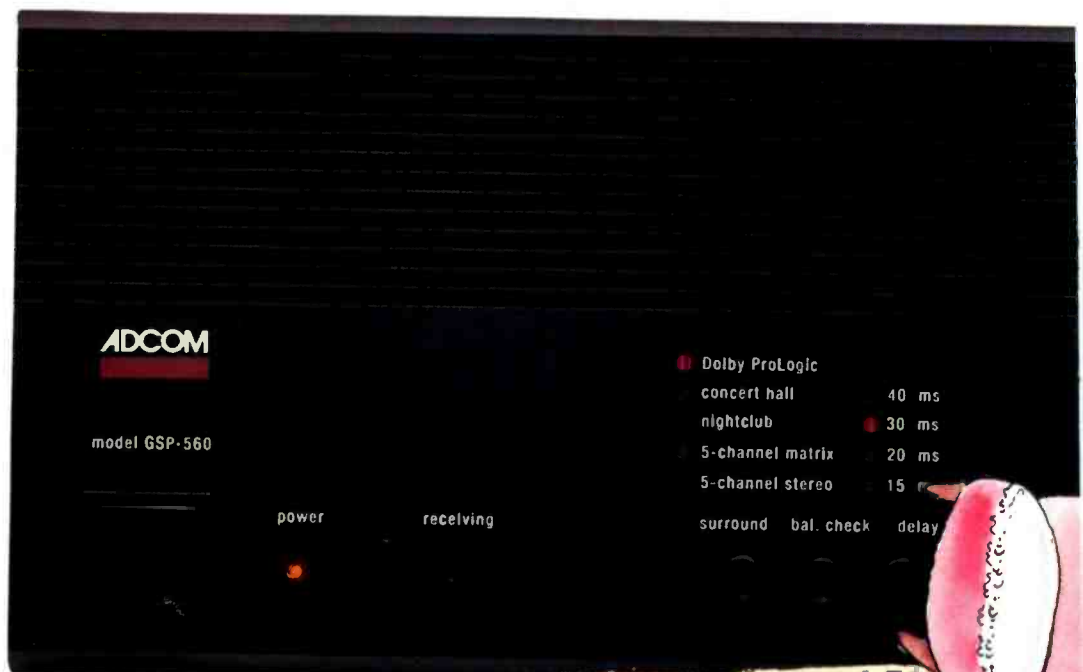 ADCOM
model GSP-560
power
receiving
Dolby ProLogic
concert hall
nightclub
5-channel matrix
5-channel stereo
40 ms
30 ms
20 ms
15
surround bal. check delay